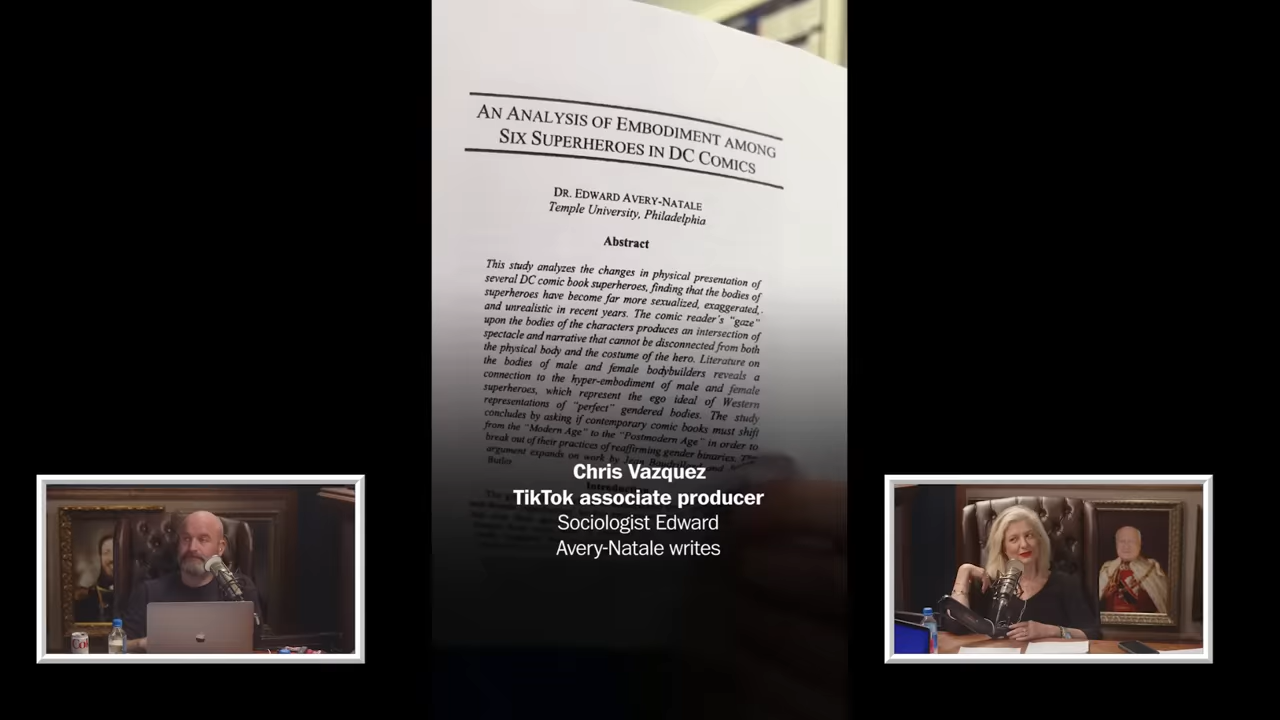 AN ANALYSIS OF EMBODIMENT AMONG
SIX SUPERHEROES IN DC COMICS
DR. EDWARD AVERY-NATALE
Temple University, Philadelphia
Abstract
This study analyzes the changes in physical presentation of
several DC comic book superheroes, finding that the bodies of
superheroes have become far more sexualized, exaggerated,
and unrealistic in recent years. The comic reader's "gaze"
upon the bodies of the characters produces an intersection of
spectacle and narrative that cannot be disconnected from both
the physical body and the costume of the hero. Literature on
the bodies of male and female bodybuilders reveals a
connection to the hyper-embodiment of male and female
superheroes, which represent the ego ideal of Western
representations of "perfect" gendered bodies. The study
concludes by asking if contemporary comic books must shift
from the "Modern Age" to the "Postmodern Age" in order to
break out of their practices of reaffirming gender binaries. The
argument expands on work by Jean
Butler
Chris Vazquez
TikTok associate producer
Sociologist Edward
Avery-Natale writes